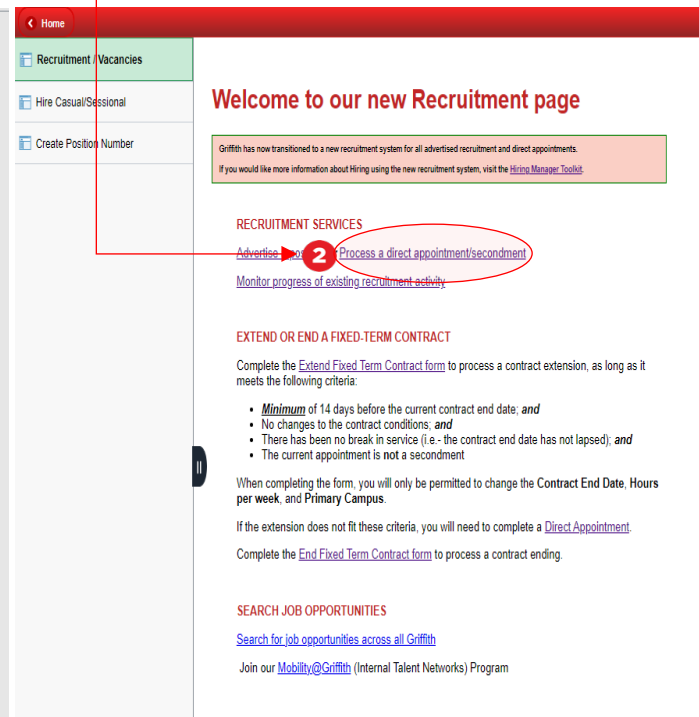 Home
Recruitment / Vacancies
Hire Casual/Sessional
Create Position Number
Welcome to our new Recruitment page
Griffith has now transitioned to a new recruitment system for all advertised recruitment and direct appointments.
If you would like more information about Hiring using the new recruitment system, visit the Hiring Manager Toolkit.
RECRUITMENT SERVICES
Advertise 2 Process a direct appointment/secondment
Monitor progress of existing recruitment activity
EXTEND OR END A FIXED-TERM CONTRACT
Complete the Extend Fixed Term Contract form to process a contract extension, as long as it
meets the following criteria:
• Minimum of 14 days before the current contract end date; and
• No changes to the contract conditions; and
• There has been no break in service (i.e.- the contract end date has not lapsed); and
• The current appointment is not a secondment
When completing the form, you will only be permitted to change the Contract End Date, Hours
per week, and Primary Campus.
If the extension does not fit these criteria, you will need to complete a Direct Appointment.
Complete the End Fixed Term Contract form to process a contract ending.
SEARCH JOB OPPORTUNITIES
Search for job opportunities across all Griffith
Join our Mobility@Griffith (Internal Talent Networks) Program